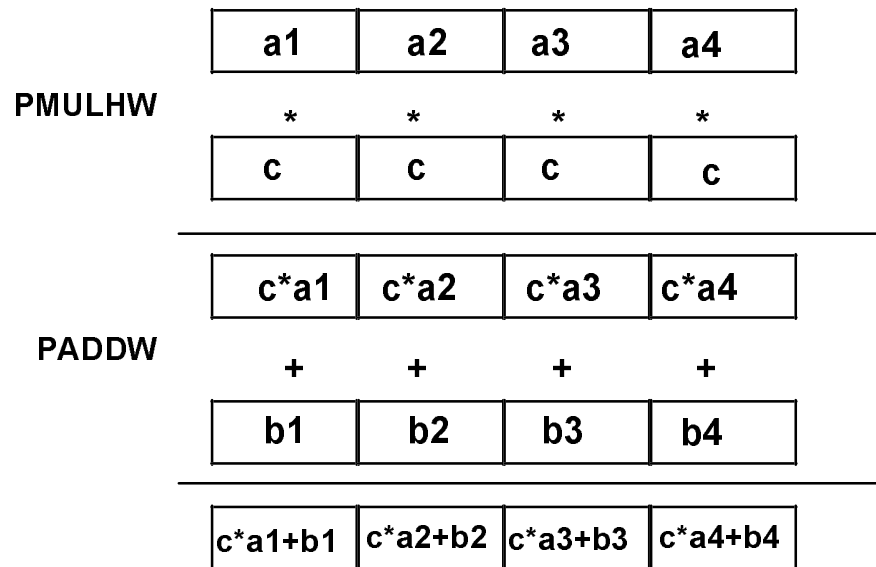 a1 a2 a3 a4
PMULHW
* * * *
c c c c
c*a1 c*a2 c*a3 c*a4
PADDW
+ + + +
b1 b2 b3 b4
c*a1+b1 c*a2+b2 c*a3+b3 c*a4+b4